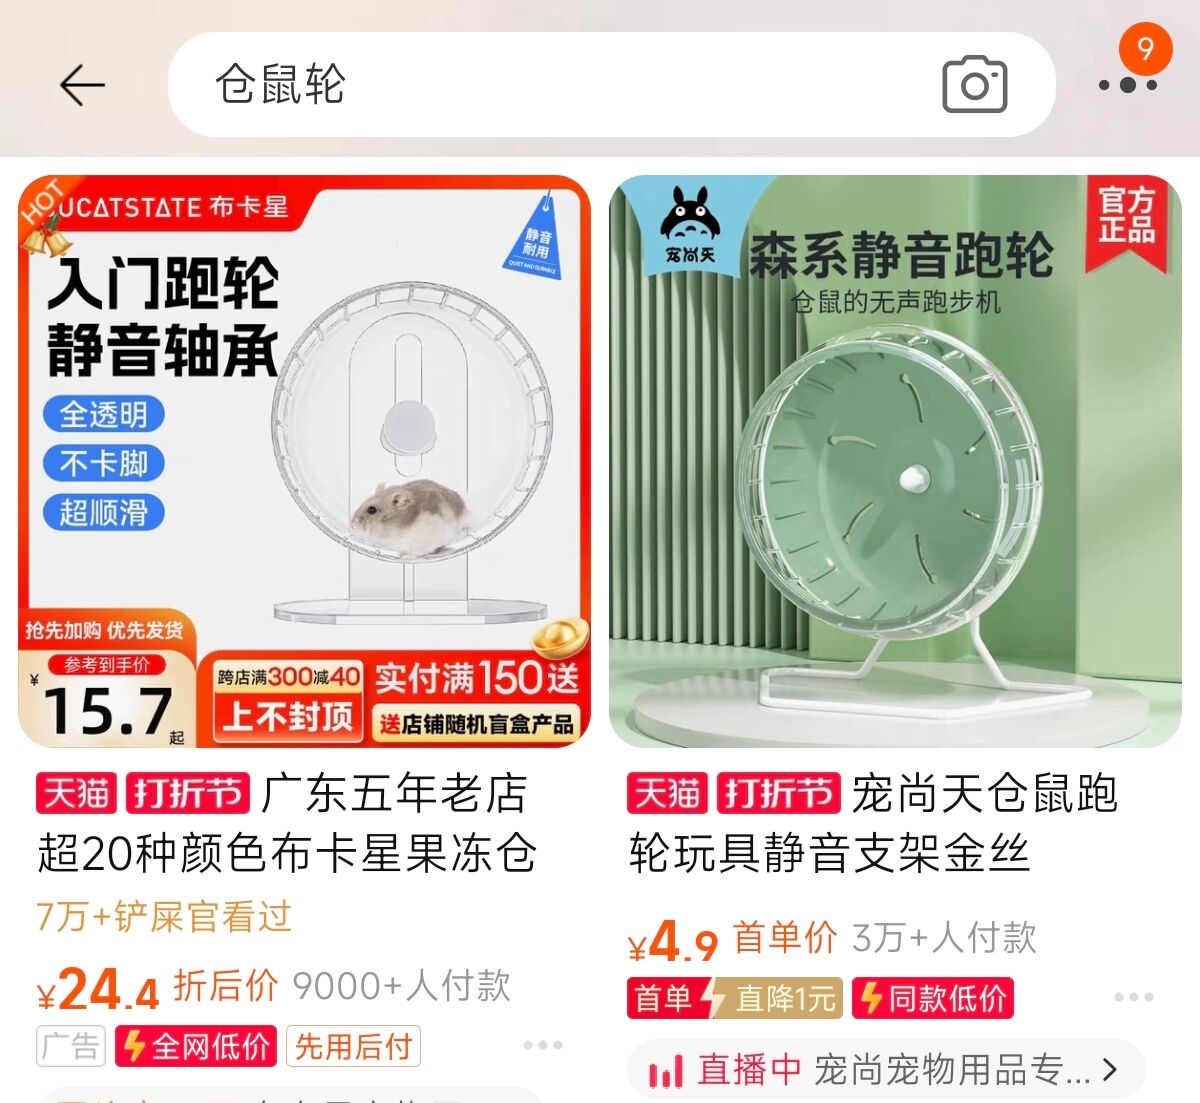 9
仓鼠轮
HOT
UCATSTATE 布卡星
静音
耐用
QUIET AND DURABLE
入门跑轮
静音轴承
全透明
不卡脚
超顺滑
抢先加购 优先发货
参考到手价
¥15.7起
跨店满300减40
上不封顶
实付满150送
送店铺随机盲盒产品
天猫 打折节 广东五年老店
超20种颜色布卡星果冻仓
7万+铲屎官看过
¥24.4 折后价 9000+人付款
广告 全网低价 先用后付
宠尚天
官方
正品
森系静音跑轮
仓鼠的无声跑步机
天猫 打折节 宠尚天仓鼠跑
轮玩具静音支架金丝
¥4.9 首单价 3万+人付款
首单 直降1元 同款低价
直播中 宠尚宠物用品专...